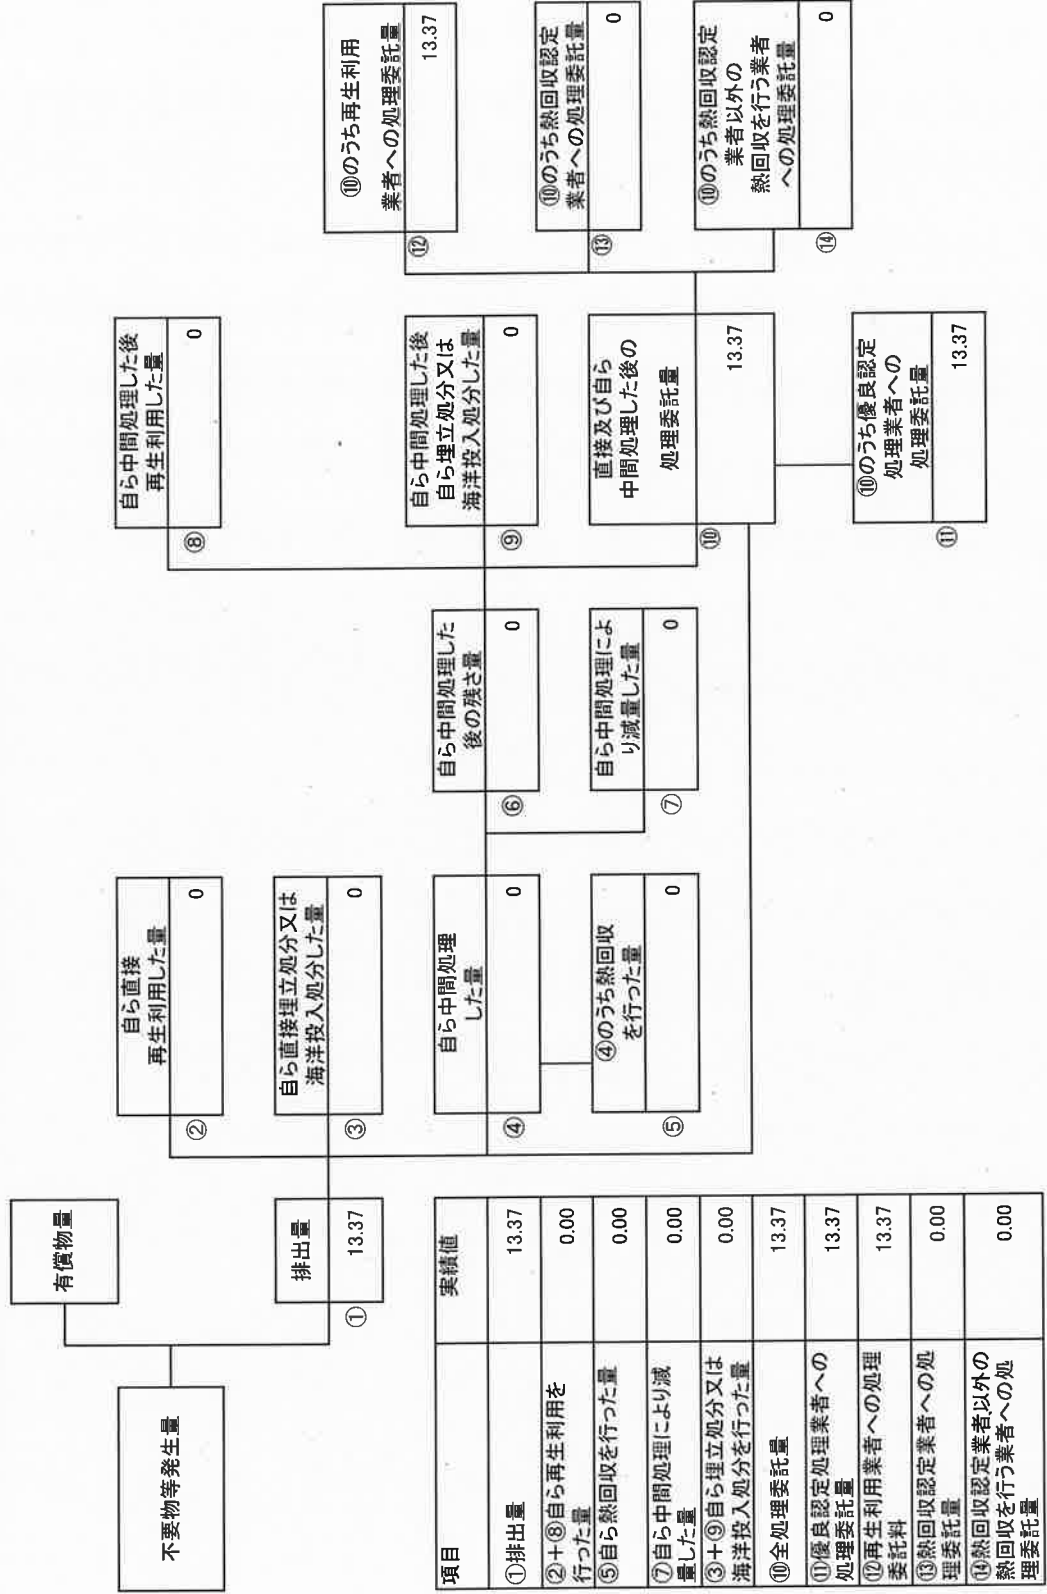 不要物等発生量
有償物量
排出量
①
13.37
自ら直接
再生利用した量
②
0
自ら直接埋立処分又は
海洋投入処分した量
③
0
自ら中間処理
した量
④
0
④のうち熱回収
を行った量
⑤
0
自ら中間処理した
後の残さ量
⑥
0
自ら中間処理によ
り減量した量
⑦
0
自ら中間処理した後
再生利用した量
⑧
0
自ら中間処理した後
自ら埋立処分又は
海洋投入処分した量
⑨
0
直接及び自ら
中間処理した後の
処理委託量
⑩
13.37
⑩のうち優良認定
処理業者への
処理委託量
⑪
13.37
⑩のうち再生利用
業者への処理委託量
⑫
13.37
⑩のうち熱回収認定
業者への処理委託量
⑬
0
⑩のうち熱回収認定
業者以外の
熱回収を行う業者
への処理委託量
⑭
0
項目 実績値
①排出量 13.37
②+⑧自ら再生利用を
行った量 0.00
⑤自ら熱回収を行った量 0.00
⑦自ら中間処理により減
量した量 0.00
③+⑨自ら埋立処分又は
海洋投入処分を行った量 0.00
⑩全処理委託量 13.37
⑪優良認定処理業者への
処理委託量 13.37
⑫再生利用業者への処理
委託料 13.37
⑬熱回収認定業者への処
理委託量 0.00
⑭熱回収認定業者以外の
熱回収を行う業者への処
理委託量 0.00